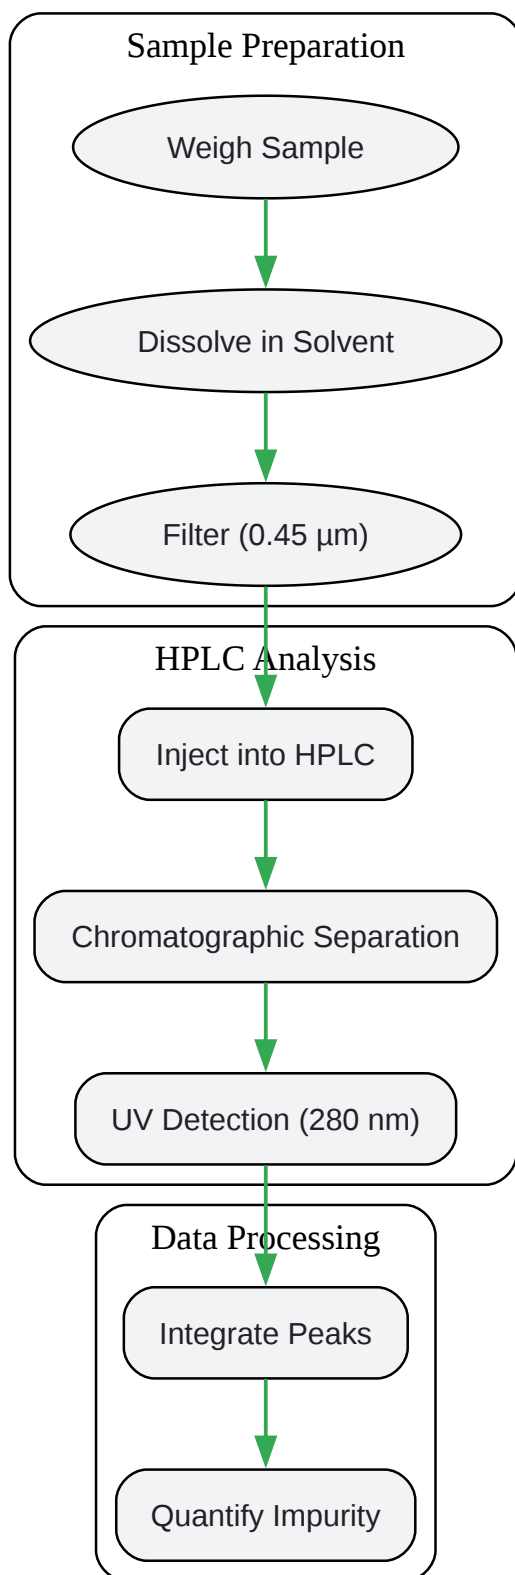 Sample Preparation
Weigh Sample
Dissolve in Solvent
Filter (0.45 µm)
HPLC Analysis
Inject into HPLC
Chromatographic Separation
UV Detection (280 nm)
Data Processing
Integrate Peaks
Quantify Impurity